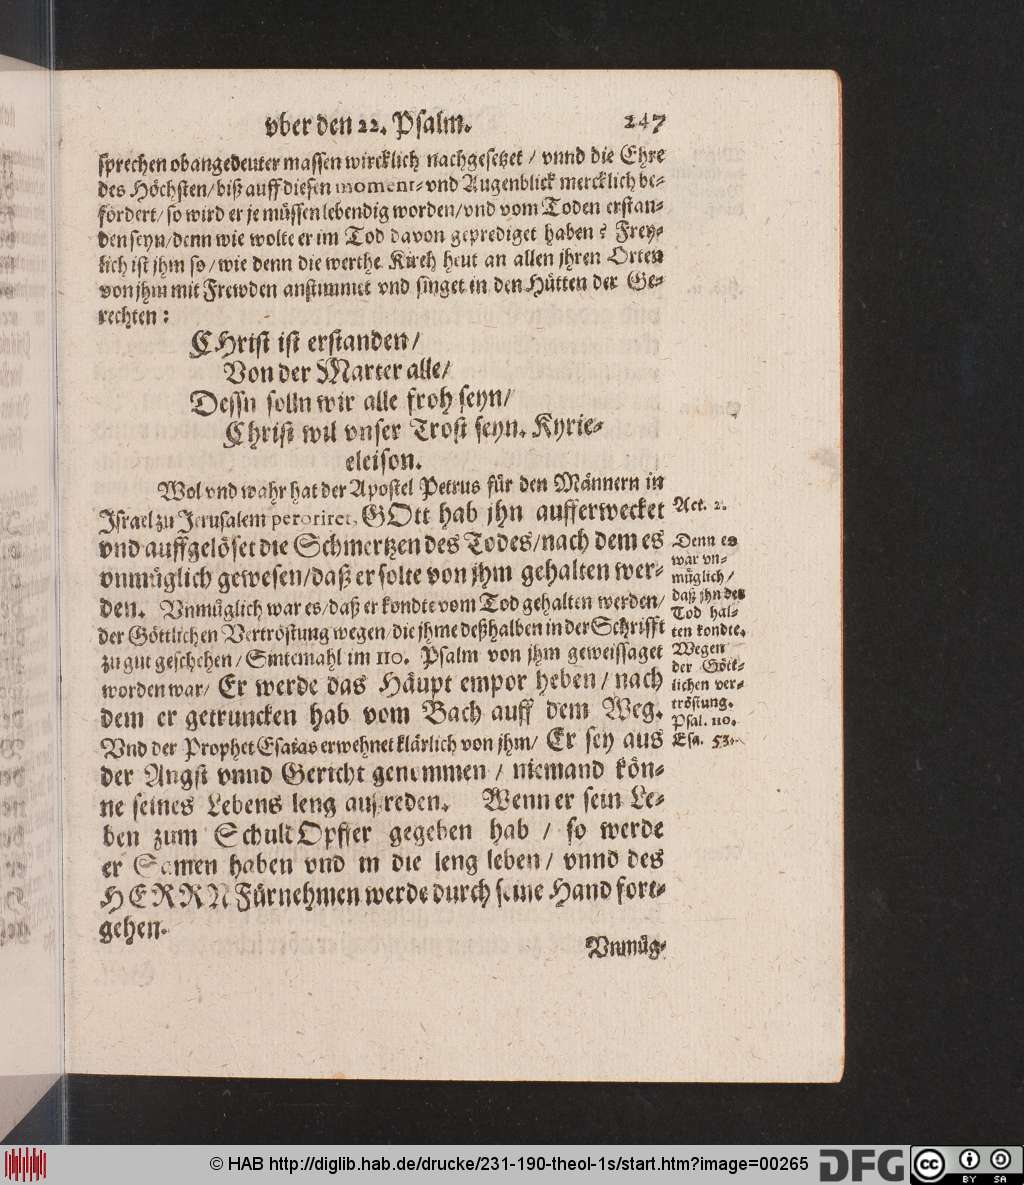 vber den 22. Psalm. 247
sprechen obangedeuter massen wircklich nachgesetzet / vnnd die Ehre
des Höchsten / biß auff diesen moment- vnd Augenblick mercklich be-
fördert / so wird er je müssen lebendig worden / vnd vom Toden erstan-
den seyn / denn wie wolte er im Tod davon geprediget haben? Frey-
lich ist jhm so / wie denn die werthe Kirch heut an allen jhren Orten
von jhm mit Frewden anstimmet vnd singet in den Hütten der Ge-
rechten:
CHrist ist erstanden /
Von der Marter alle /
Dessn solln wir alle froh seyn /
Christ wil vnser Trost seyn. Kyrie-
eleison.
Wol vnd wahr hat der Apostel Petrus für den Männern in
Israel zu Jerusalem peroriret, GOtt hab jhn aufferwecket
vnd auffgelöset die Schmertzen des Todes / nach dem es
vnmüglich gewesen / daß er solte von jhm gehalten wer-
den. Vnmüglich war es / daß er kondte vom Tod gehalten werden /
der Göttlichen Vertröstung wegen / die jhme deßhalben in der Schrifft
zu gut geschehen / Sintemahl im 110. Psalm von jhm geweissaget
worden war / Er werde das Häupt empor heben / nach
dem er getruncken hab vom Bach auff dem Weg.
Vnd der Prophet Esaias erwehnet klärlich von jhm / Er sey aus
der Angst vnnd Gericht genommen / niemand kön-
ne seines Lebens leng außreden. Wenn er sein Le-
ben zum SchuldOpffer gegeben hab / so werde
er Samen haben vnd in die leng leben / vnnd des
HERRN Fürnehmen werde durch seine Hand fort-
gehen.
Vnmüg-
Act. 2.
Denn es
war vn-
müglich /
daß jhn der
Tod hal-
ten kondte.
Wegen
der Gött-
lichen ver-
tröstung.
Psal. 110.
Esa. 53.
© HAB http://diglib.hab.de/drucke/231-190-theol-1s/start.htm?image=00265
DFG
cc BY SA